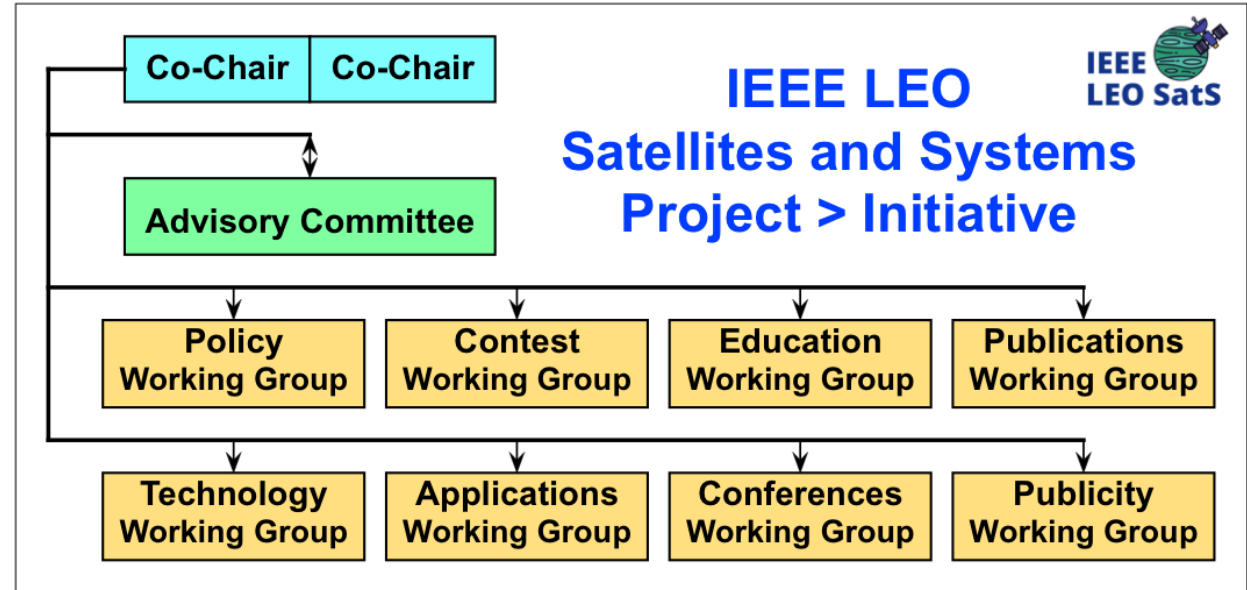 Co-Chair Co-Chair
IEEE
LEO SatS
IEEE LEO
Satellites and Systems
Project > Initiative
Advisory Committee
Policy
Working Group
Contest
Working Group
Education
Working Group
Publications
Working Group
Technology
Working Group
Applications
Working Group
Conferences
Working Group
Publicity
Working Group